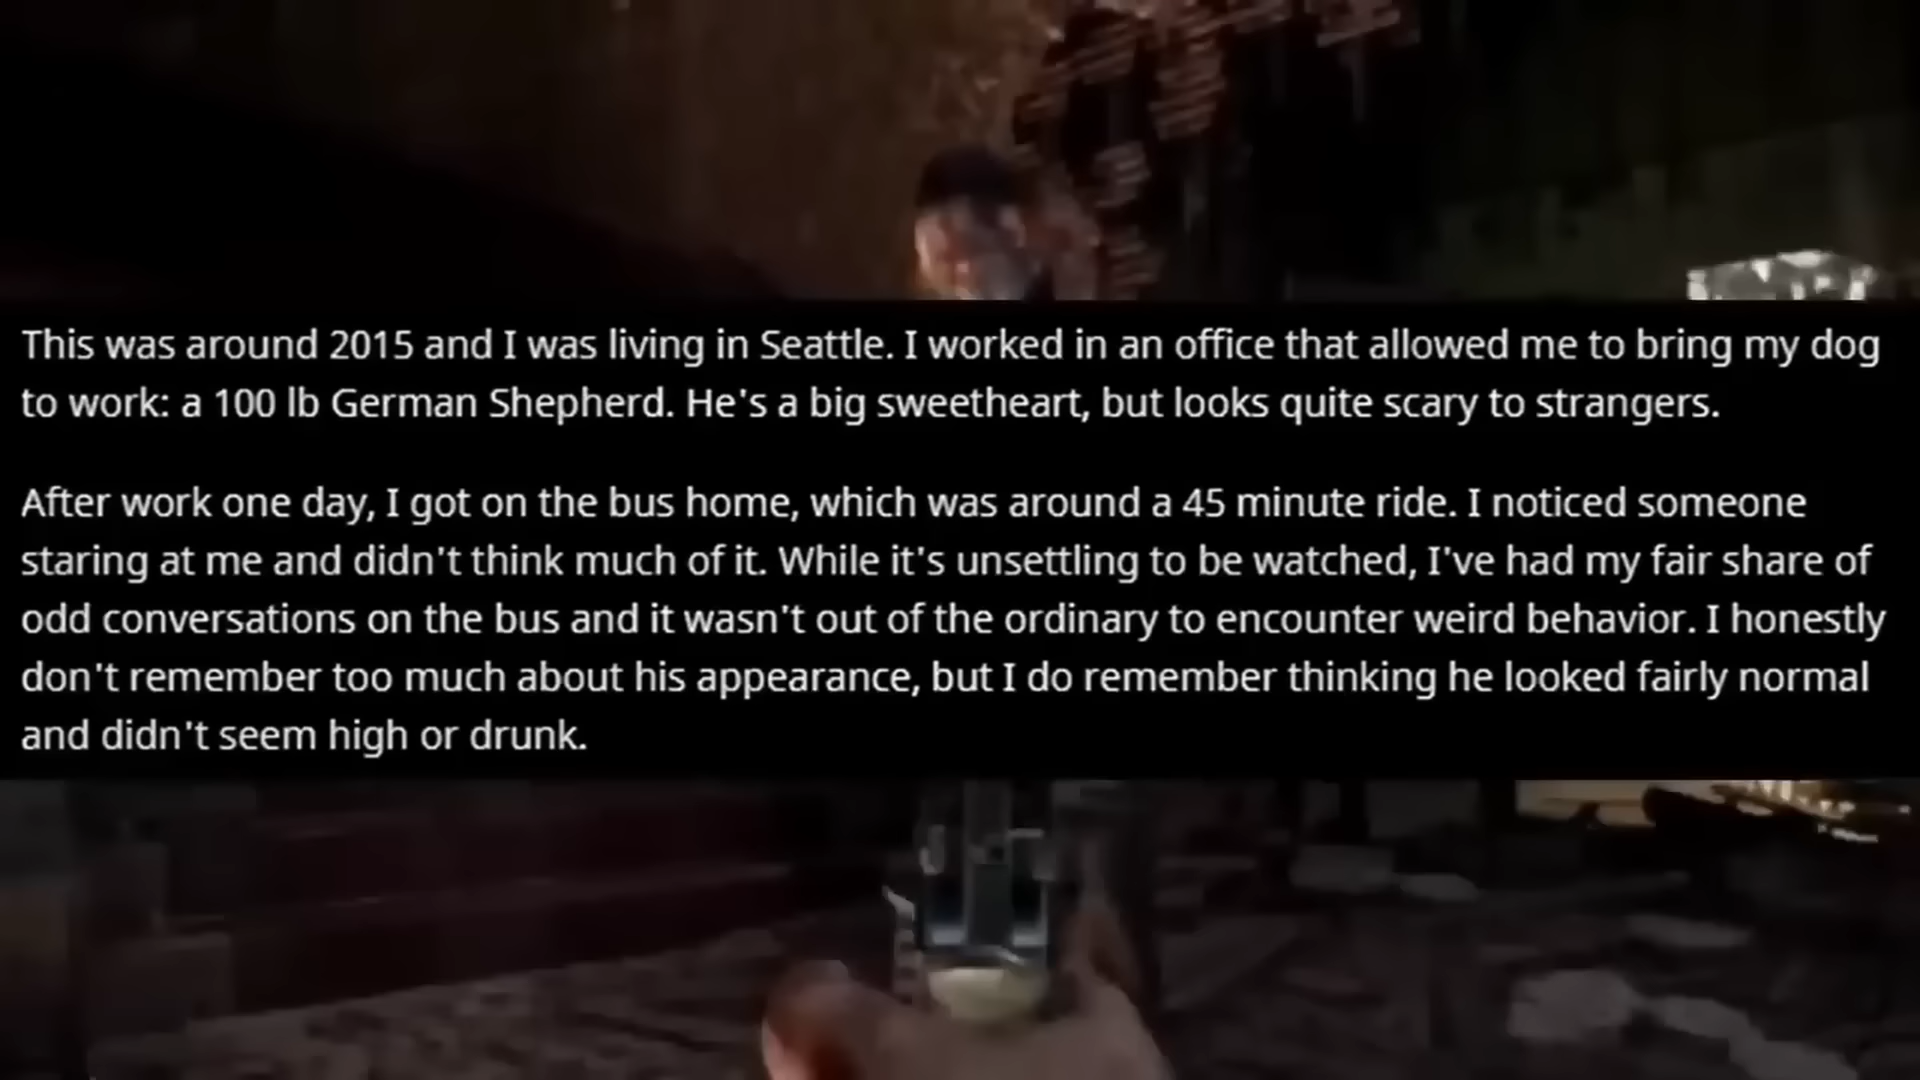 This was around 2015 and I was living in Seattle. I worked in an office that allowed me to bring my dog
to work: a 100 lb German Shepherd. He's a big sweetheart, but looks quite scary to strangers.
After work one day, I got on the bus home, which was around a 45 minute ride. I noticed someone
staring at me and didn't think much of it. While it's unsettling to be watched, I've had my fair share of
odd conversations on the bus and it wasn't out of the ordinary to encounter weird behavior. I honestly
don't remember too much about his appearance, but I do remember thinking he looked fairly normal
and didn't seem high or drunk.